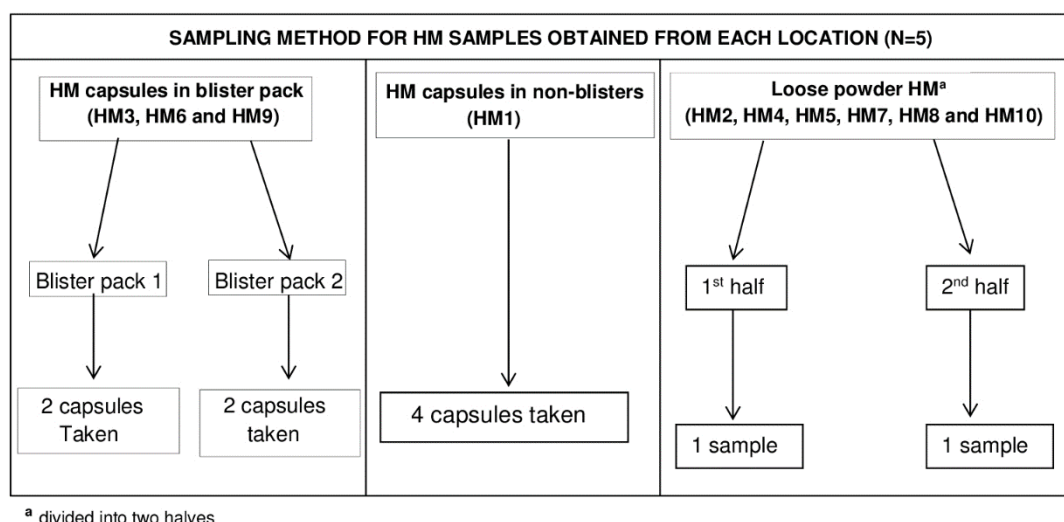 SAMPLING METHOD FOR HM SAMPLES OBTAINED FROM EACH LOCATION (N=5)
HM capsules in blister pack
(HM3, HM6 and HM9)
Blister pack 1
Blister pack 2
2 capsules
Taken
2 capsules
taken
HM capsules in non-blisters
(HM1)
4 capsules taken
Loose powder HMᵃ
(HM2, HM4, HM5, HM7, HM8 and HM10)
1ˢᵗ half
2ⁿᵈ half
1 sample
1 sample
ᵃ divided into two halves